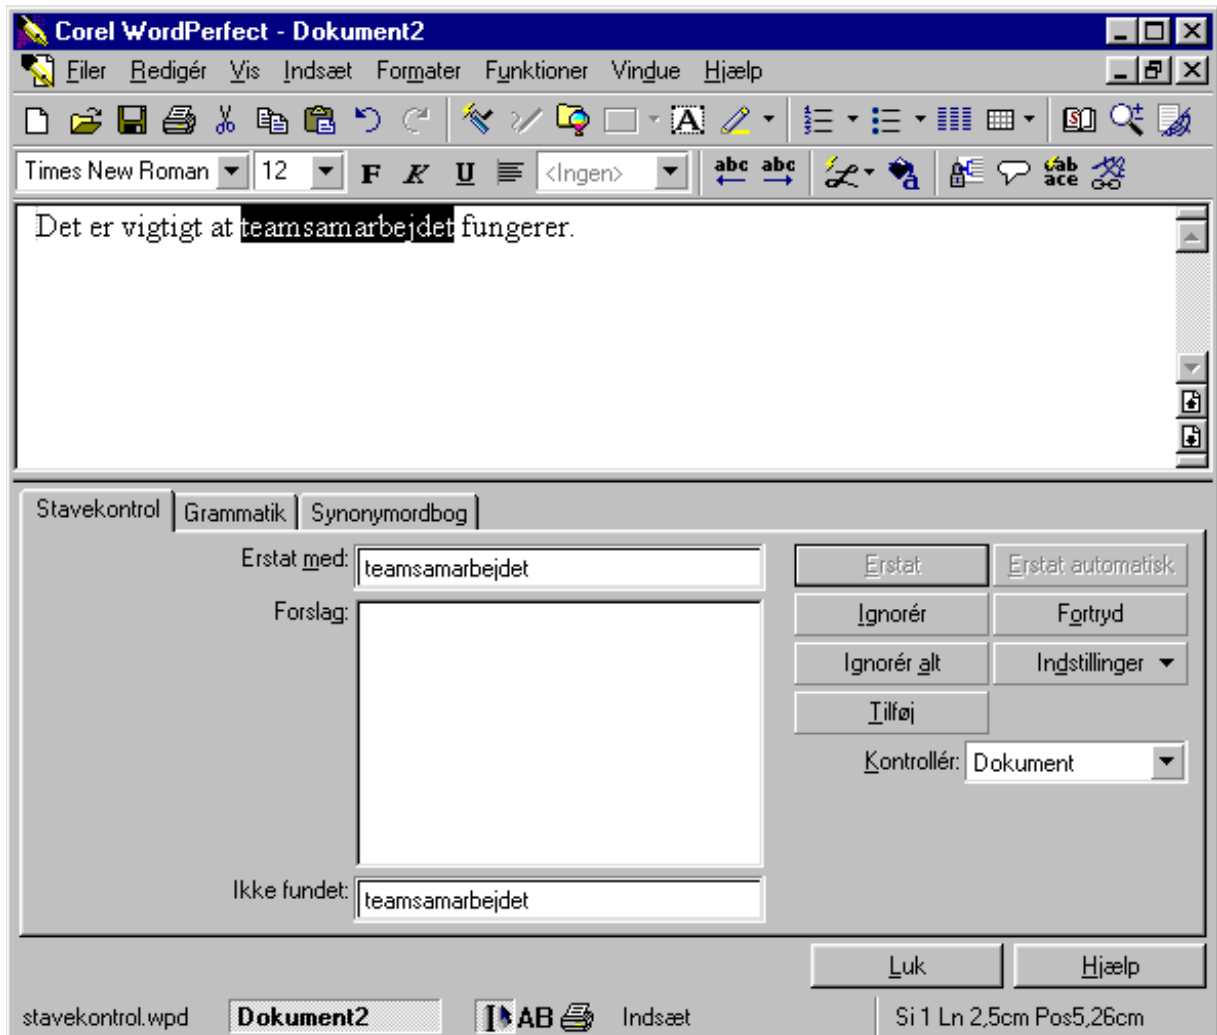 Corel WordPerfect - Dokument2
Filer Redigér Vis Indsæt Formater Funktioner Vindue Hjælp
Times New Roman 12 F K U <Ingen> abc abc ab ace
Det er vigtigt at teamsamarbejdet fungerer.
Stavekontrol Grammatik Synonymordbog
Erstat med: teamsamarbejdet Erstat Erstat automatisk
Forslag: Ignorér Fortryd
Ignorér alt Indstillinger
Tilføj
Kontrollér: Dokument
Ikke fundet: teamsamarbejdet
Luk Hjælp
stavekontrol.wpd Dokument2 AB Indsæt Si 1 Ln 2,5cm Pos5,26cm